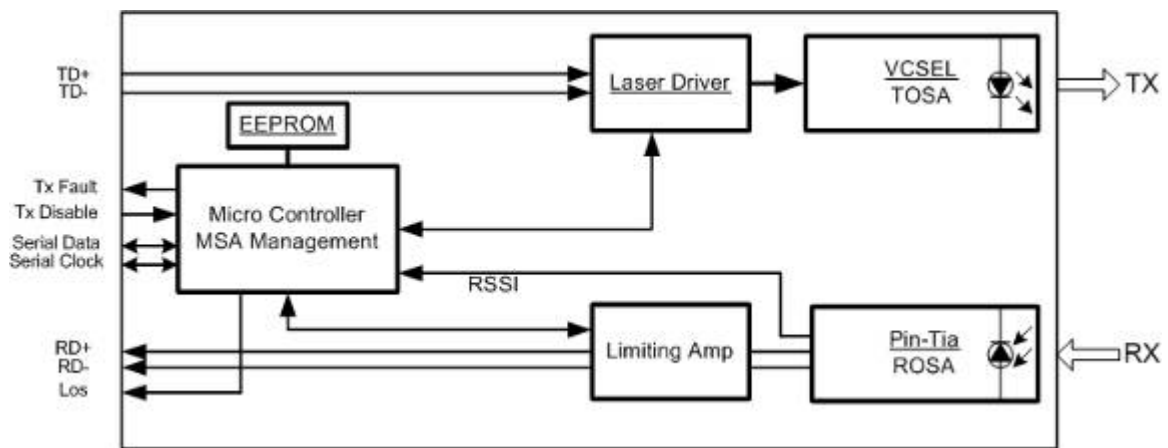 TD+
TD-
Laser Driver
VCSEL
TOSA
TX
EEPROM
Tx Fault
Tx Disable
Serial Data
Serial Clock
Micro Controller
MSA Management
RSSI
RD+
RD-
Los
Limiting Amp
Pin-Tia
ROSA
RX